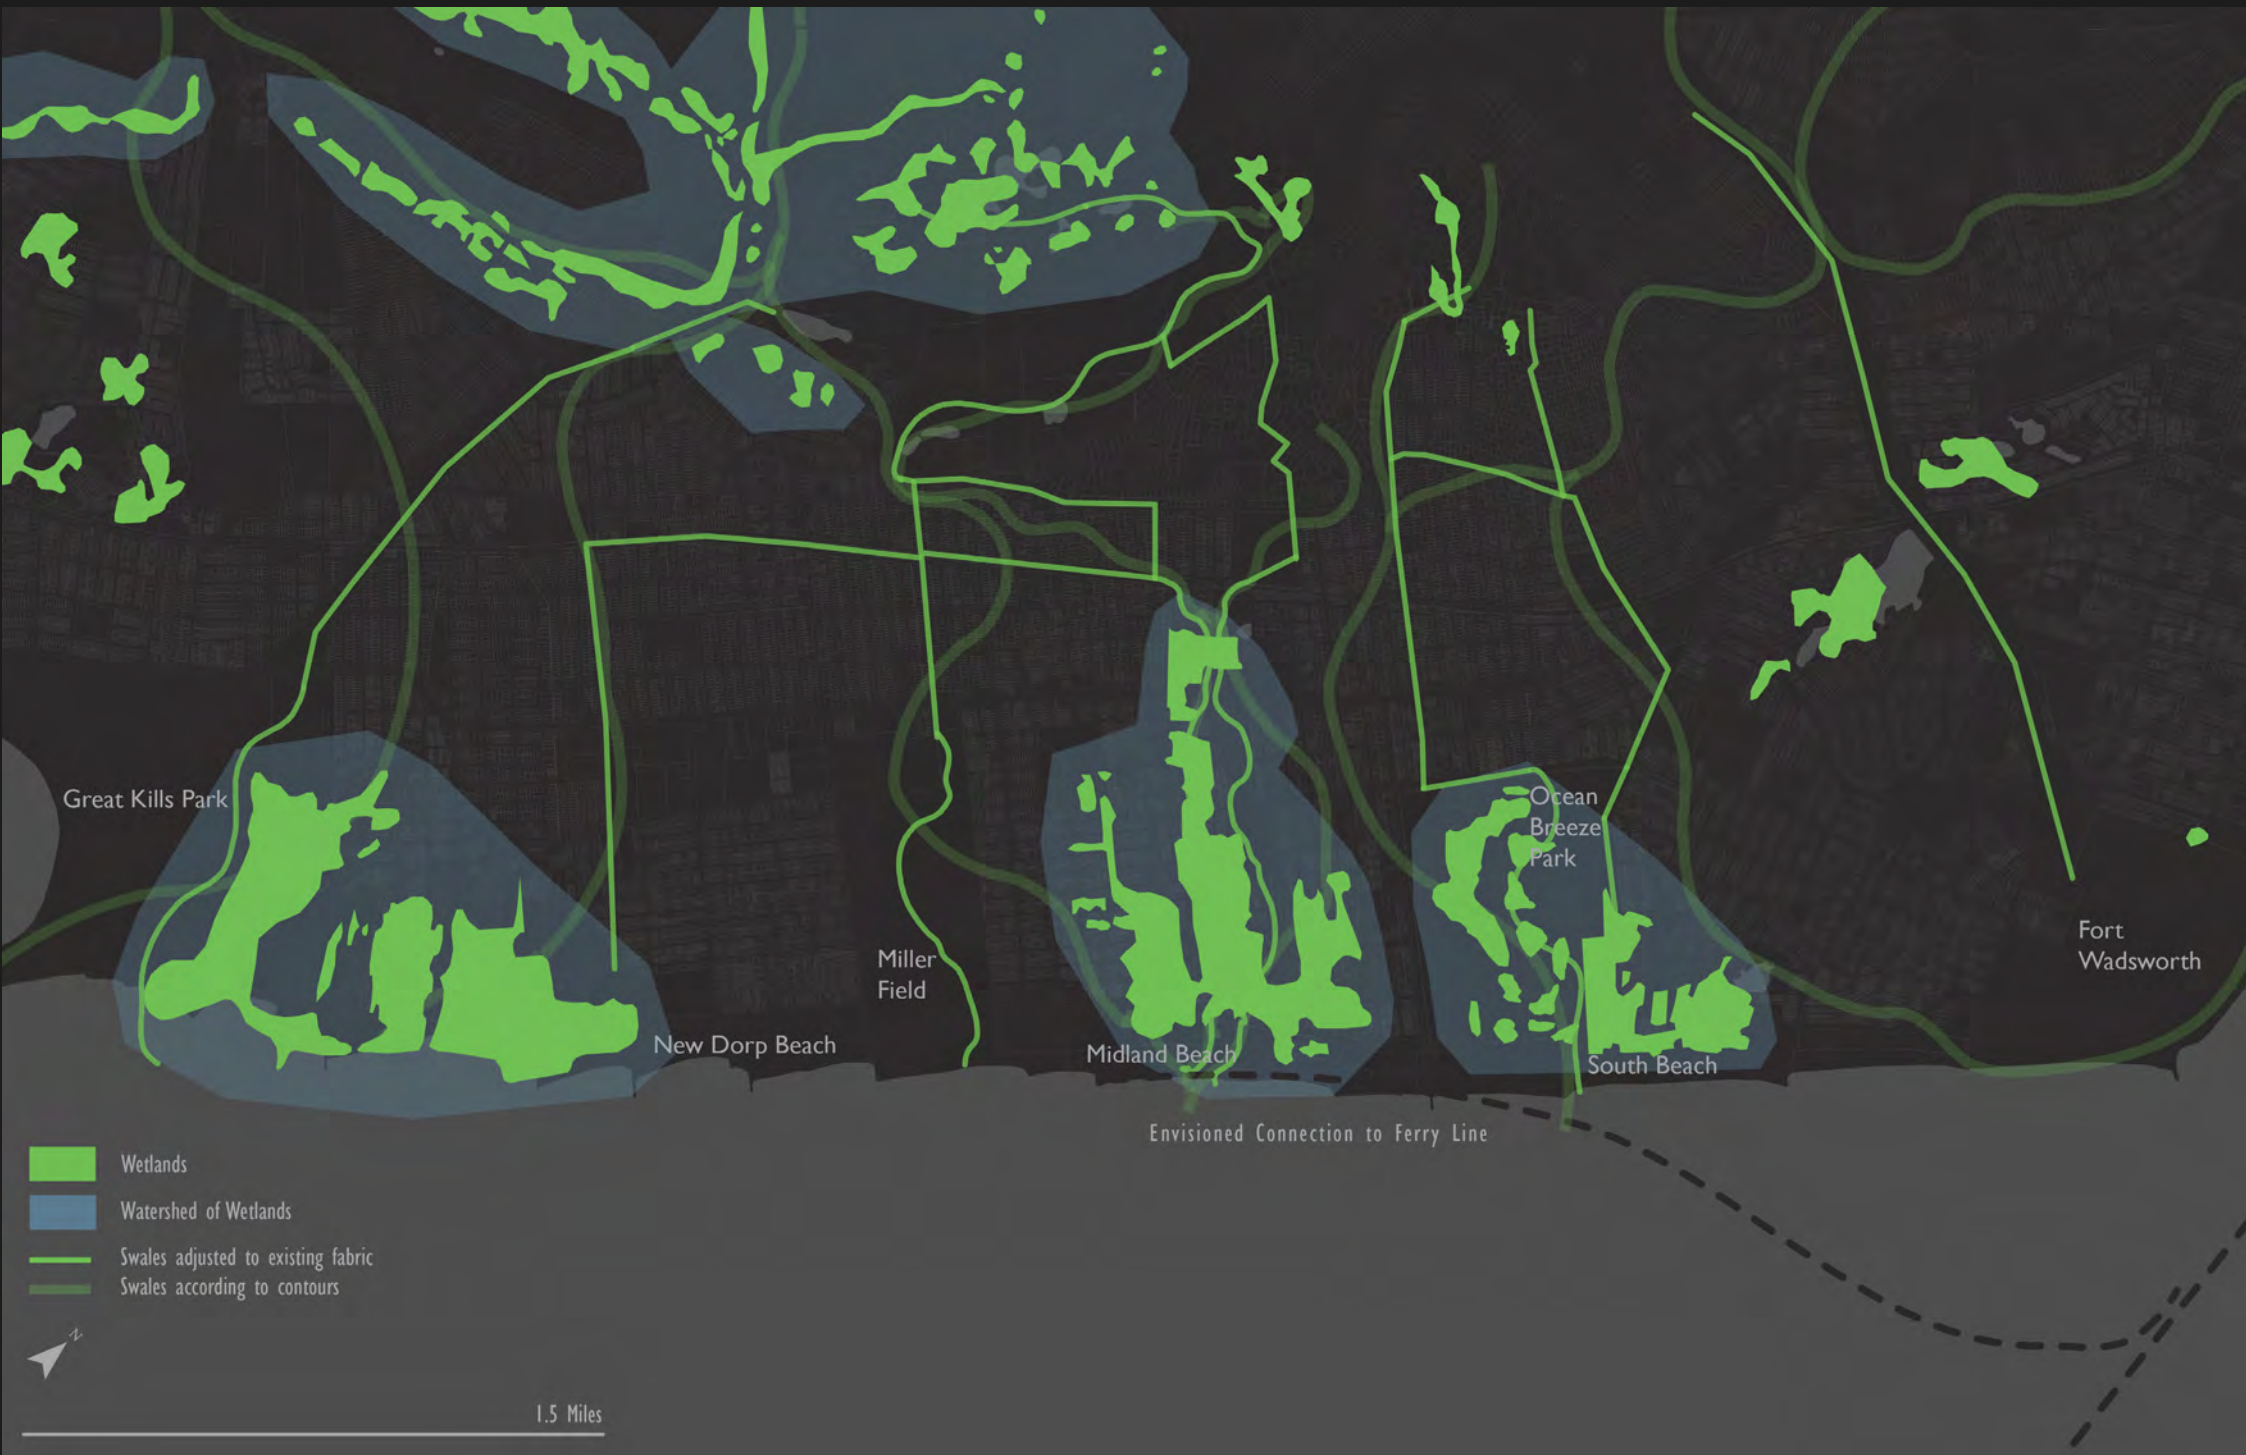 Great Kills Park
Ocean
Breeze
Park
Fort
Wadsworth
Miller
Field
New Dorp Beach
Midland Beach
South Beach
Envisioned Connection to Ferry Line
Wetlands
Watershed of Wetlands
Swales adjusted to existing fabric
Swales according to contours
N
1.5 Miles